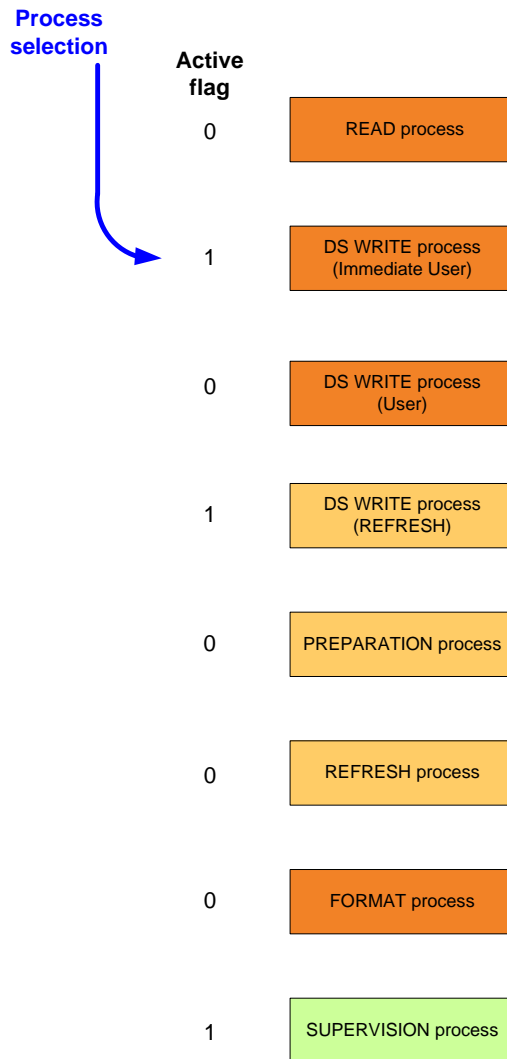 Process
selection
Active
flag
0
READ process
1
DS WRITE process
(Immediate User)
0
DS WRITE process
(User)
1
DS WRITE process
(REFRESH)
0
PREPARATION process
0
REFRESH process
0
FORMAT process
1
SUPERVISION process